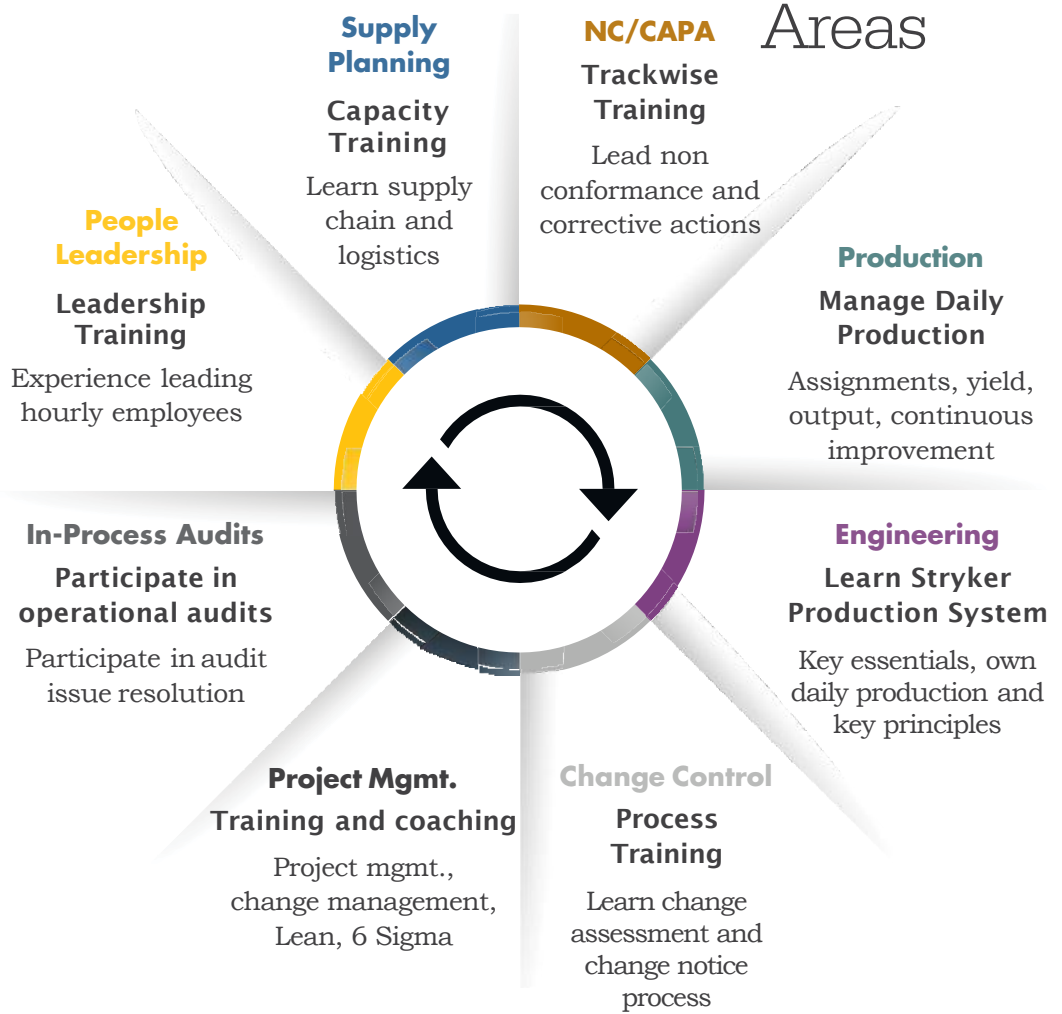 Areas
Supply
Planning
Capacity
Training
Learn supply
chain and
logistics
NC/CAPA
Trackwise
Training
Lead non
conformance and
corrective actions
Production
Manage Daily
Production
Assignments, yield,
output, continuous
improvement
Engineering
Learn Stryker
Production System
Key essentials, own
daily production and
key principles
Change Control
Process
Training
Learn change
assessment and
change notice
process
Project Mgmt.
Training and coaching
Project mgmt.,
change management,
Lean, 6 Sigma
In-Process Audits
Participate in
operational audits
Participate in audit
issue resolution
People
Leadership
Leadership
Training
Experience leading
hourly employees